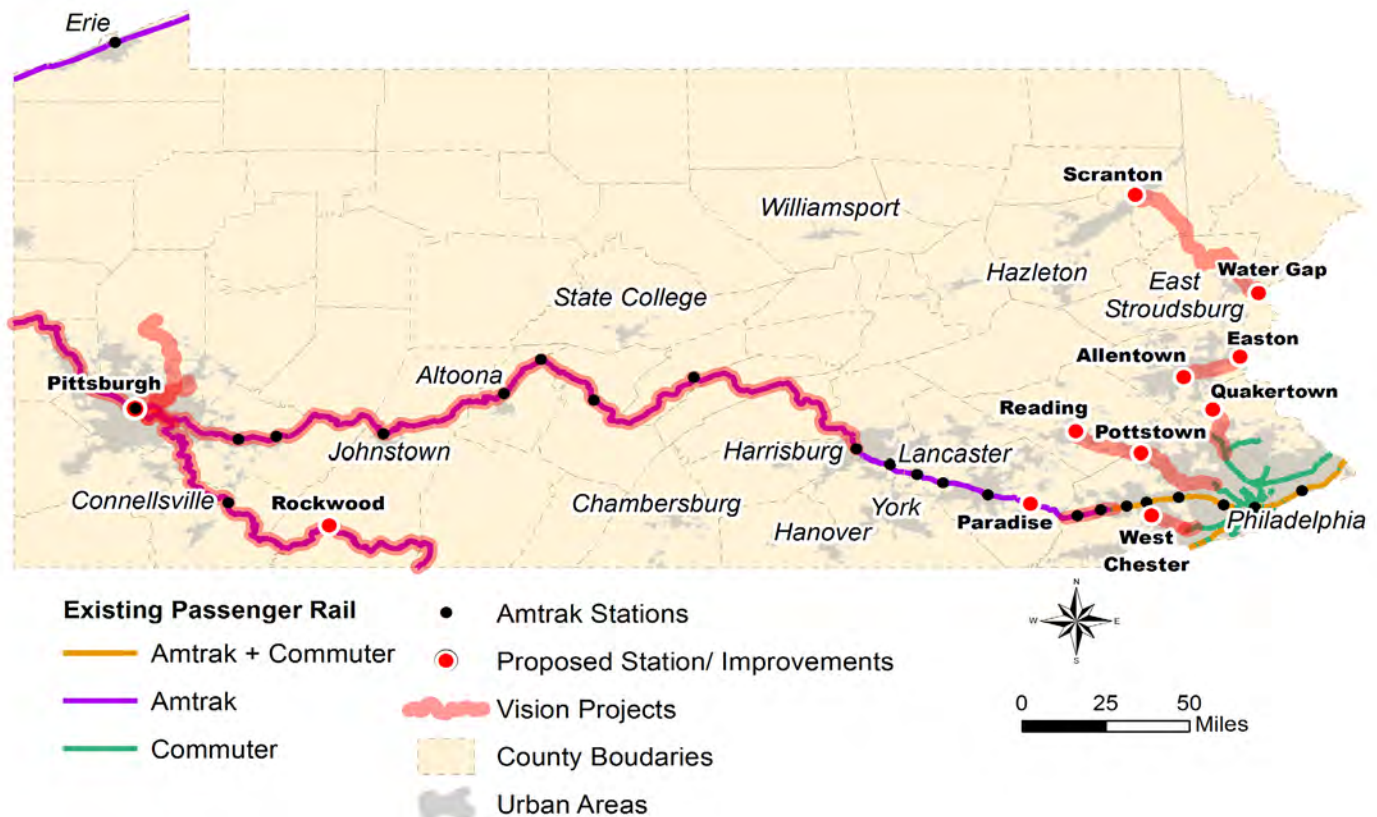 Erie
Scranton
Williamsport
Hazleton
Water Gap
East
Stroudsburg
State College
Easton
Allentown
Quakertown
Pittsburgh
Altoona
Reading
Pottstown
Johnstown
Harrisburg
Lancaster
Connellsville
Rockwood
Chambersburg
York
Paradise
Philadelphia
Hanover
West
Chester
Existing Passenger Rail
Amtrak + Commuter
Amtrak
Commuter
Amtrak Stations
Proposed Station/ Improvements
Vision Projects
County Boudaries
Urban Areas
N
W
E
S
0 25 50
Miles